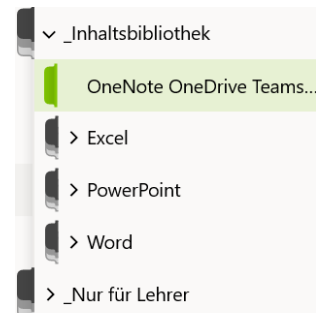 _Inhaltsbibliothek
OneNote OneDrive Teams...
Excel
PowerPoint
Word
_Nur für Lehrer